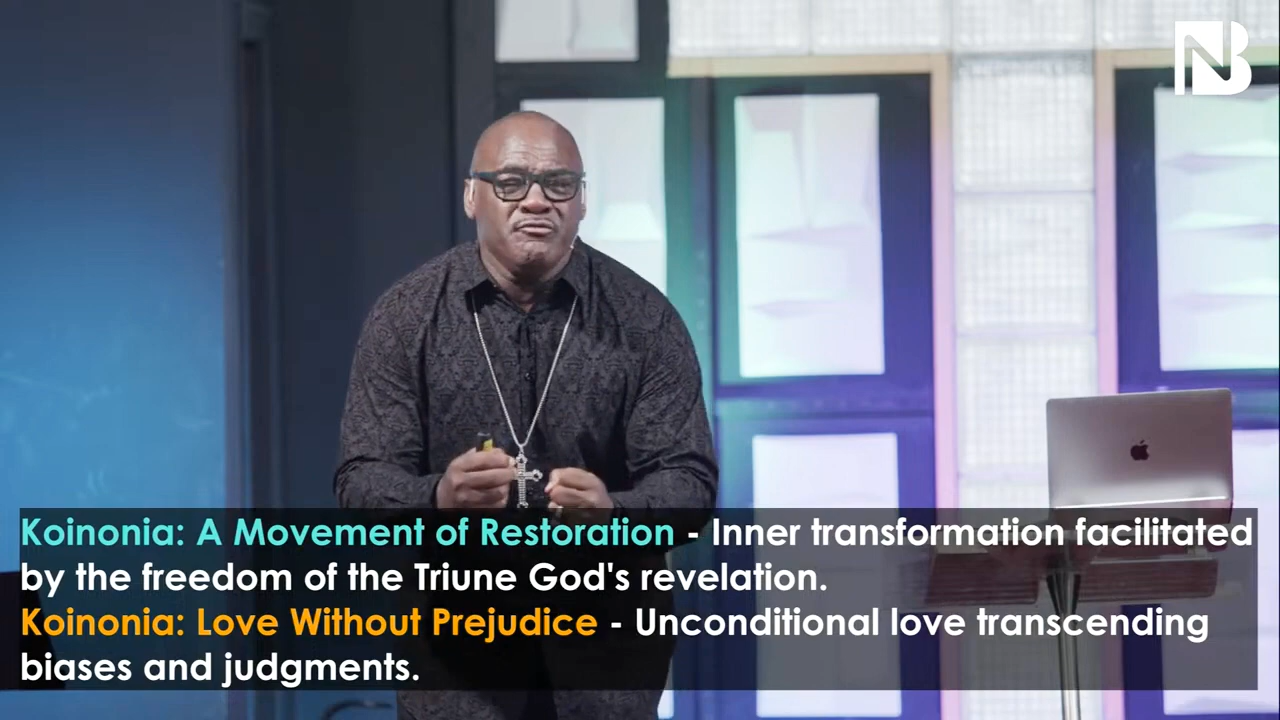 NB
Koinonia: A Movement of Restoration - Inner transformation facilitated
by the freedom of the Triune God's revelation.
Koinonia: Love Without Prejudice - Unconditional love transcending
biases and judgments.